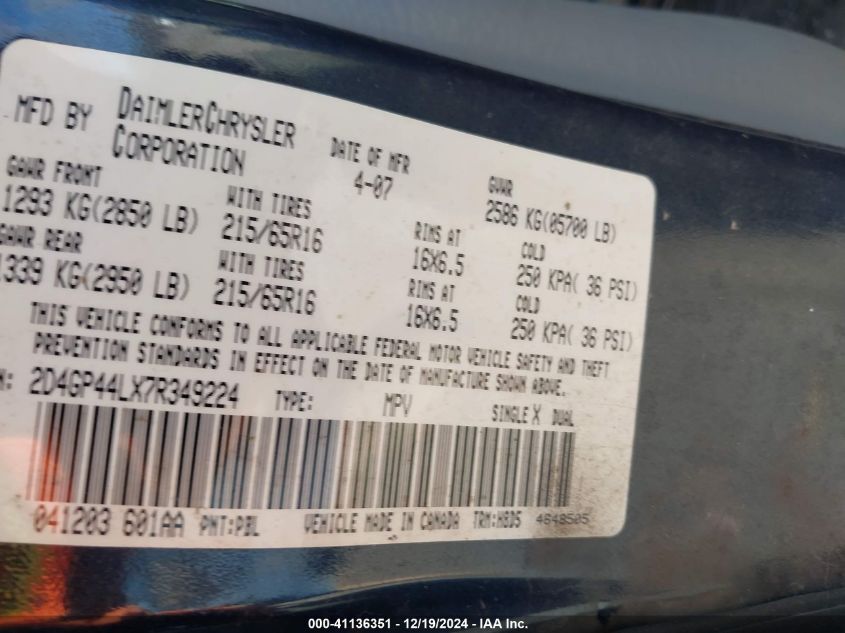 MFD BY DAIMLERCHRYSLER CORPORATION
DATE OF MFR 4-07
GVWR 2586 KG(05700 LB)
GAWR FRONT 1293 KG(2850 LB)
WITH TIRES 215/65R16
RIMS AT 16X6.5
COLD 250 KPA( 36 PSI)
GAWR REAR 1339 KG(2950 LB)
WITH TIRES 215/65R16
RIMS AT 16X6.5
COLD 250 KPA( 36 PSI)
THIS VEHICLE CONFORMS TO ALL APPLICABLE FEDERAL MOTOR VEHICLE SAFETY AND THEFT
PREVENTION STANDARDS IN EFFECT ON THE DATE OF MANUFACTURE SHOWN ABOVE.
N: 2D4GP44LX7R349224 TYPE: MPV SINGLE X DUAL
041203 601AA PNT:PBL VEHICLE MADE IN CANADA TRM:H8D5 4648505
000-41136351 - 12/19/2024 - IAA Inc.